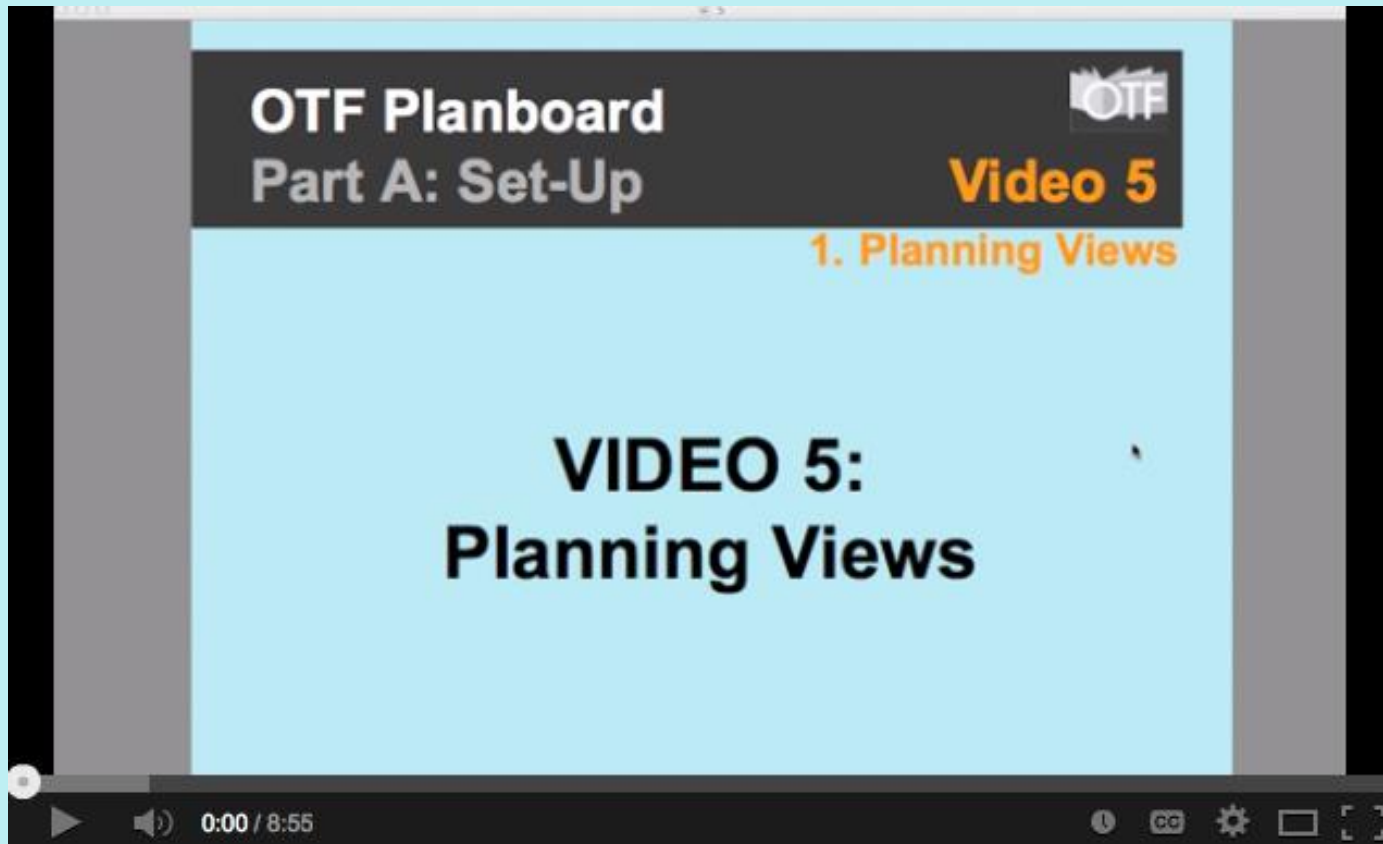 OTF Planboard
OTF
Part A: Set-Up
Video 5
1. Planning Views
VIDEO 5:
Planning Views
0:00 / 8:55
CC